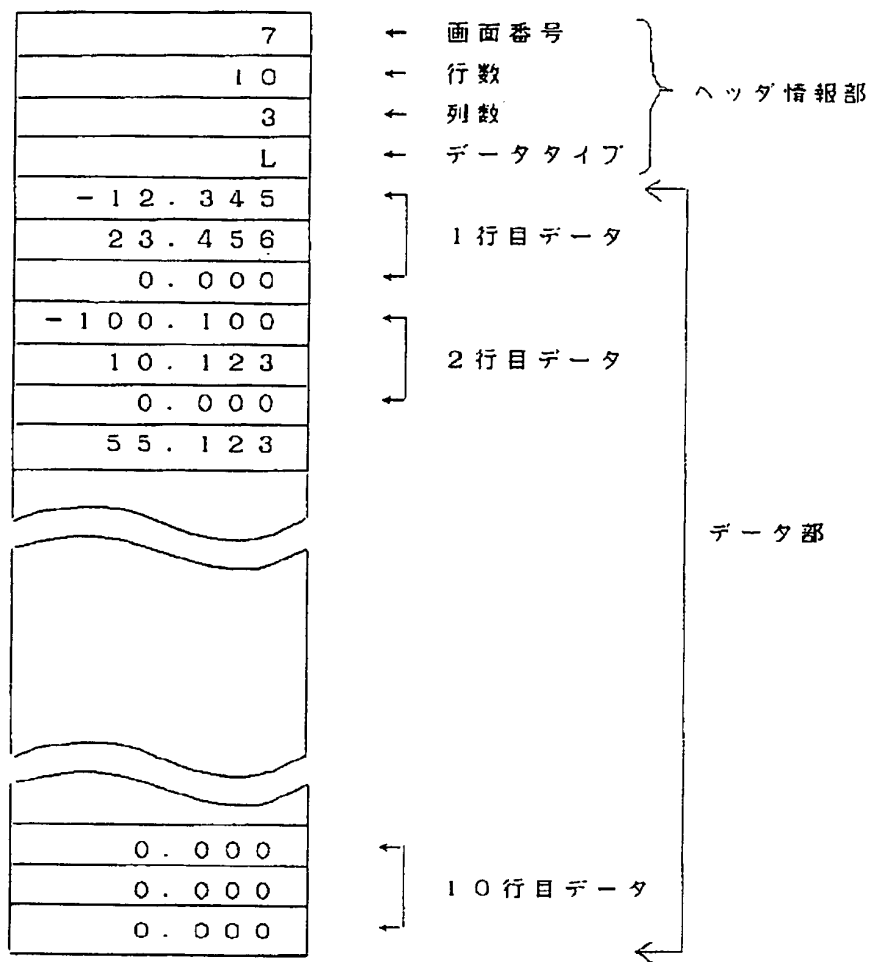 7 ← 画面番号
10 ← 行数
3 ← 列数
L ← データタイプ
ヘッダ情報部
-12.345
23.456
0.000
1行目データ
-100.100
10.123
0.000
2行目データ
55.123
データ部
0.000
0.000
0.000
10行目データ